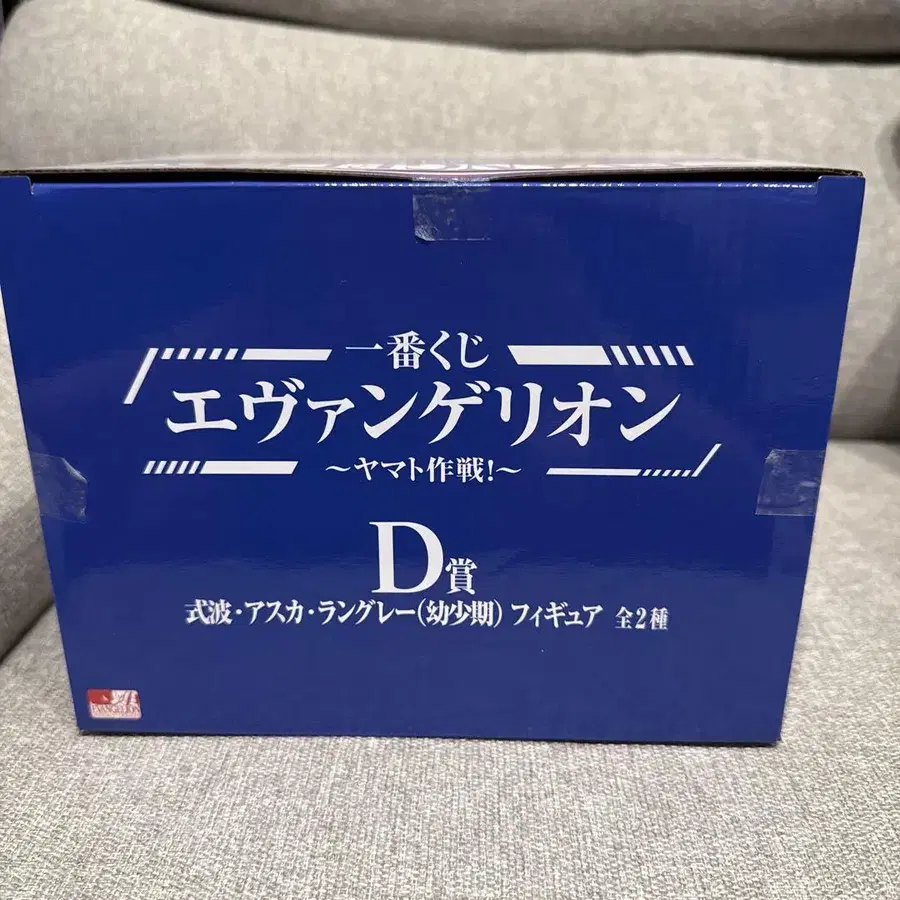 一番くじ
エヴァンゲリオン
～ヤマト作戦!～
D賞
式波・アスカ・ラングレー(幼少期) フィギュア 全2種
EVANGELION